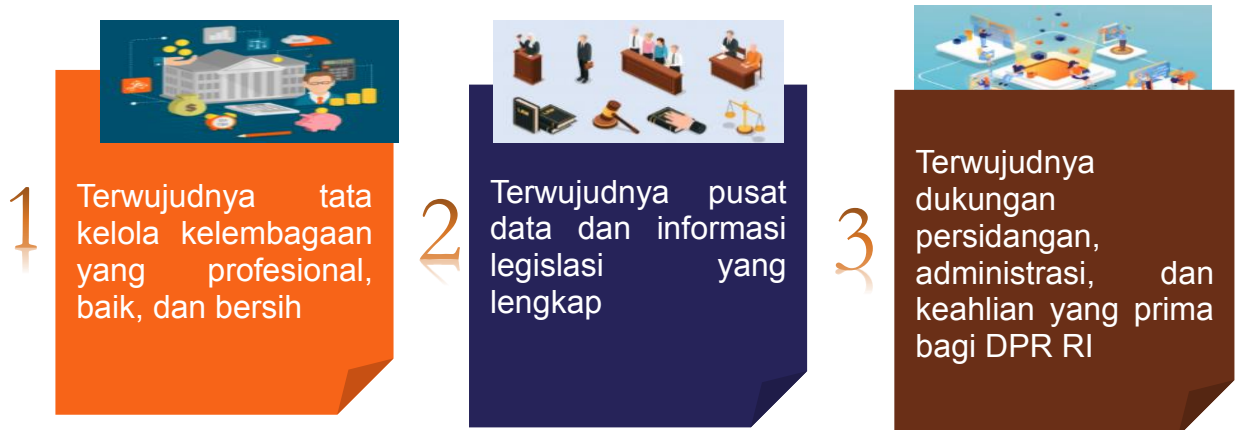 1
Terwujudnya tata
kelola kelembagaan
yang profesional,
baik, dan bersih
2
Terwujudnya pusat
data dan informasi
legislasi yang
lengkap
3
Terwujudnya
dukungan
persidangan,
administrasi, dan
keahlian yang prima
bagi DPR RI